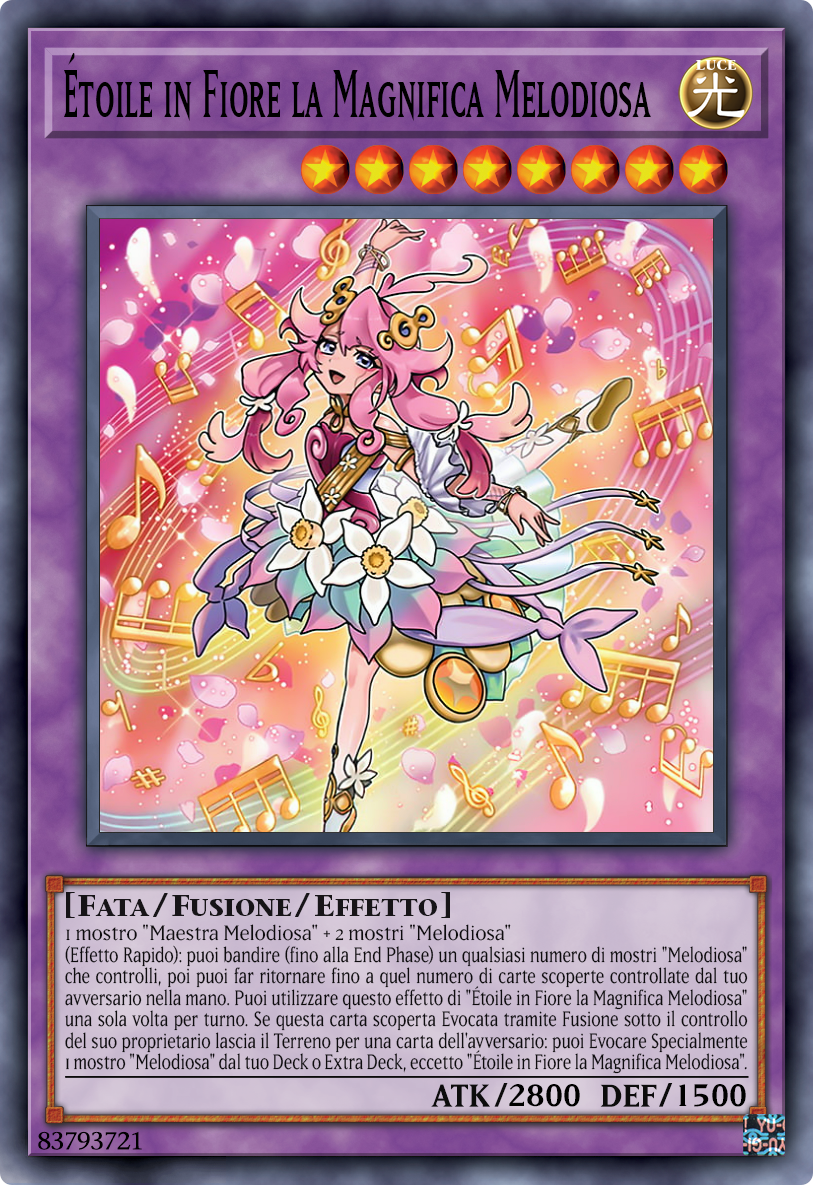 Étoile in Fiore la Magnifica Melodiosa
LUCE
光
[Fata/Fusione/Effetto]
1 mostro "Maestra Melodiosa" + 2 mostri "Melodiosa"
(Effetto Rapido): puoi bandire (fino alla End Phase) un qualsiasi numero di mostri "Melodiosa"
che controlli, poi puoi far ritornare fino a quel numero di carte scoperte controllate dal tuo
avversario nella mano. Puoi utilizzare questo effetto di "Étoile in Fiore la Magnifica Melodiosa"
una sola volta per turno. Se questa carta scoperta Evocata tramite Fusione sotto il controllo
del suo proprietario lascia il Terreno per una carta dell'avversario: puoi Evocare Specialmente
1 mostro "Melodiosa" dal tuo Deck o Extra Deck, eccetto "Étoile in Fiore la Magnifica Melodiosa".
ATK/2800 DEF/1500
83793721